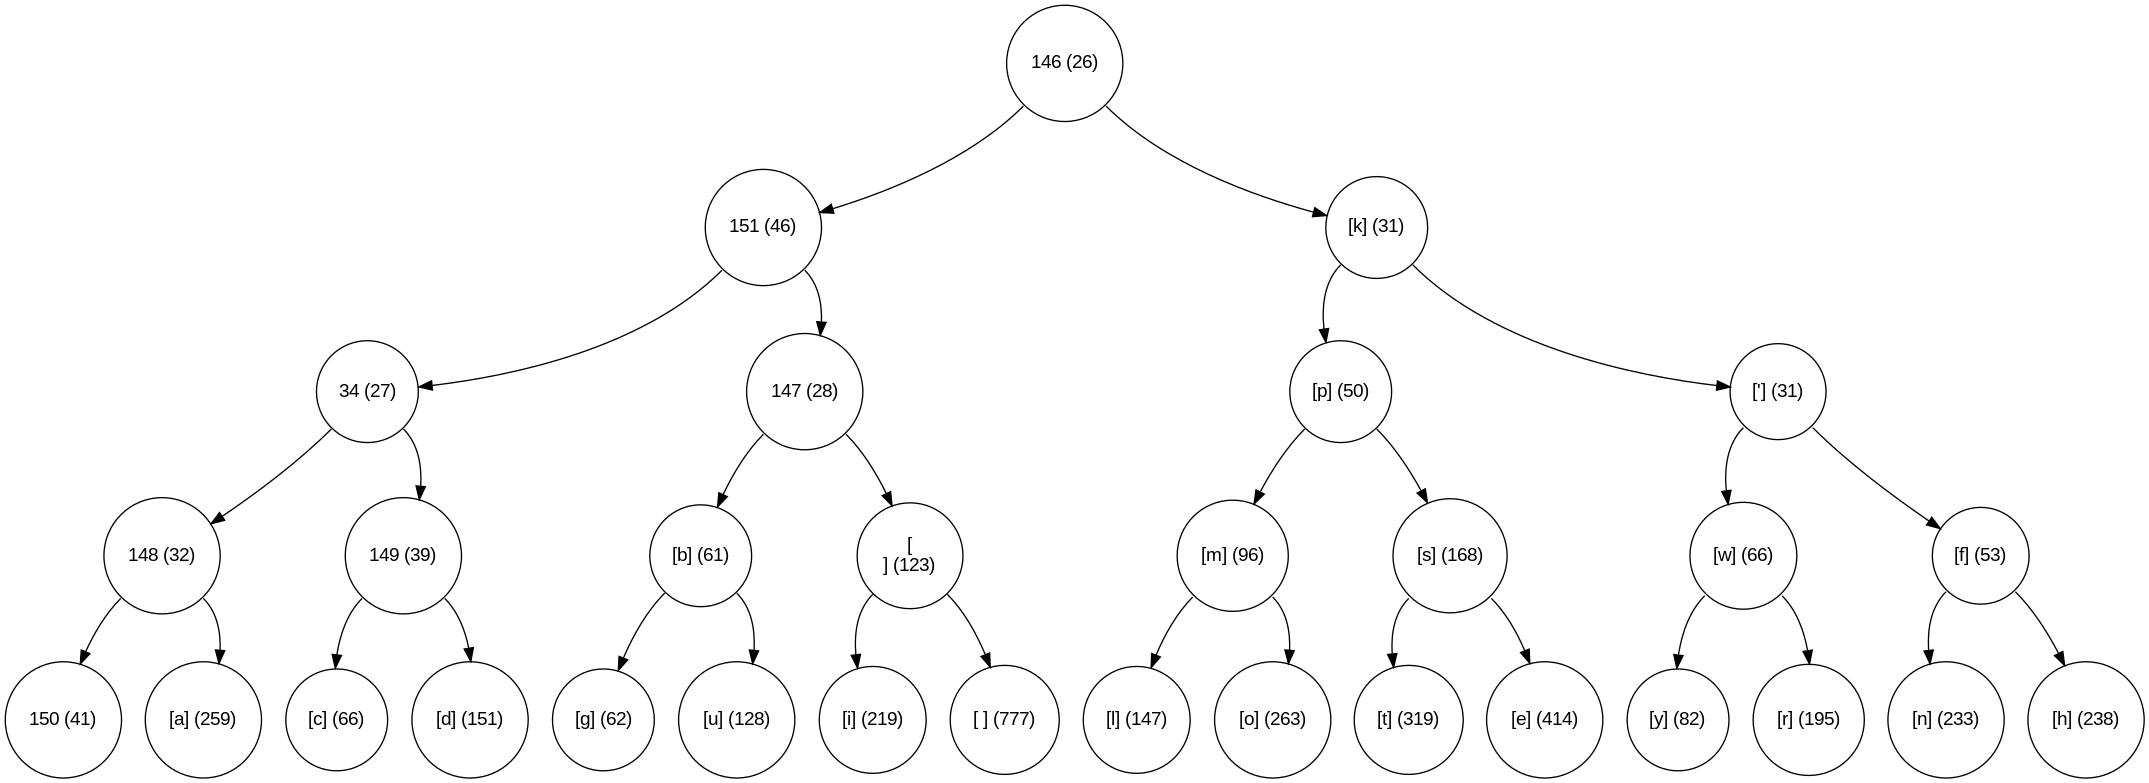 146 (26)
151 (46)
[k] (31)
34 (27)
147 (28)
[p] (50)
['] (31)
148 (32)
149 (39)
[b] (61)
[
] (123)
[m] (96)
[s] (168)
[w] (66)
[f] (53)
150 (41)
[a] (259)
[c] (66)
[d] (151)
[g] (62)
[u] (128)
[i] (219)
[ ] (777)
[l] (147)
[o] (263)
[t] (319)
[e] (414)
[y] (82)
[r] (195)
[n] (233)
[h] (238)